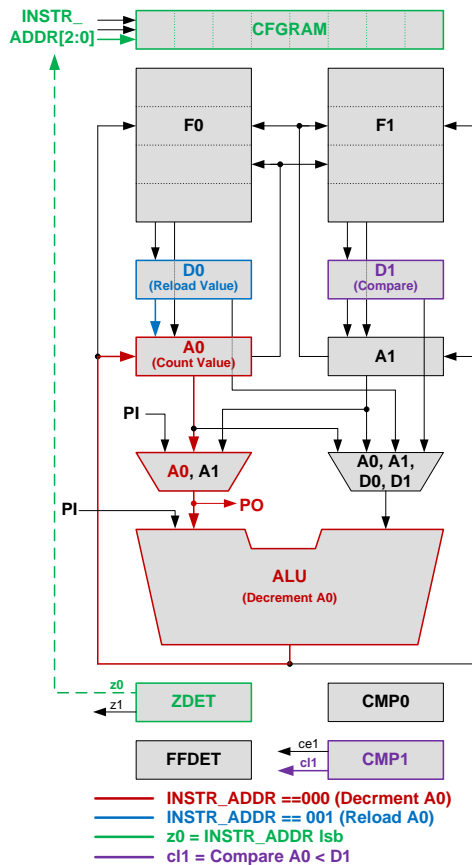 INSTR_
ADDR[2:0]
CFGRAM
F0
F1
D0
(Reload Value)
D1
(Compare)
A0
(Count Value)
A1
PI
A0, A1
A0, A1,
D0, D1
PO
PI
ALU
(Decrement A0)
z0
z1
ZDET
CMP0
FFDET
ce1
cl1
CMP1
INSTR_ADDR ==000 (Decrment A0)
INSTR_ADDR == 001 (Reload A0)
z0 = INSTR_ADDR lsb
cl1 = Compare A0 < D1